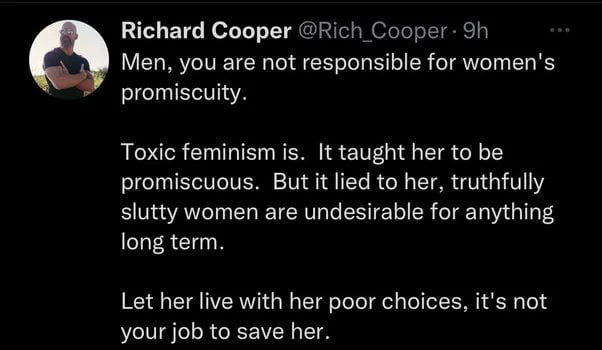 Richard Cooper @Rich_Cooper · 9h ...
Men, you are not responsible for women's
promiscuity.
Toxic feminism is.  It taught her to be
promiscuous.  But it lied to her, truthfully
slutty women are undesirable for anything
long term.
Let her live with her poor choices, it's not
your job to save her.